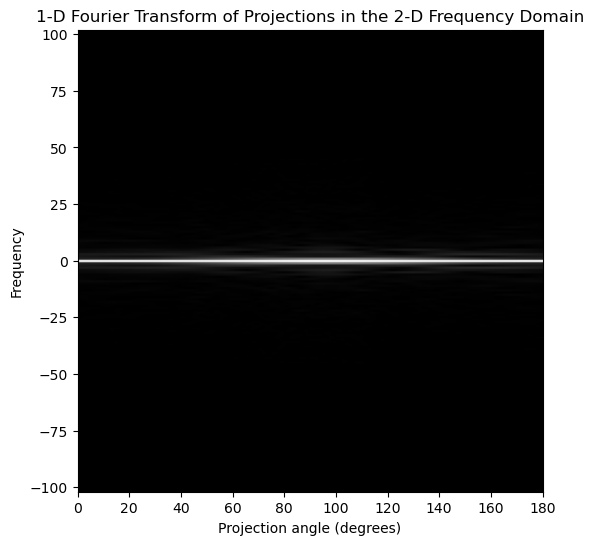 1-D Fourier Transform of Projections in the 2-D Frequency Domain
100
75
50
25
0
−25
−50
−75
−100
Frequency
0 20 40 60 80 100 120 140 160 180
Projection angle (degrees)